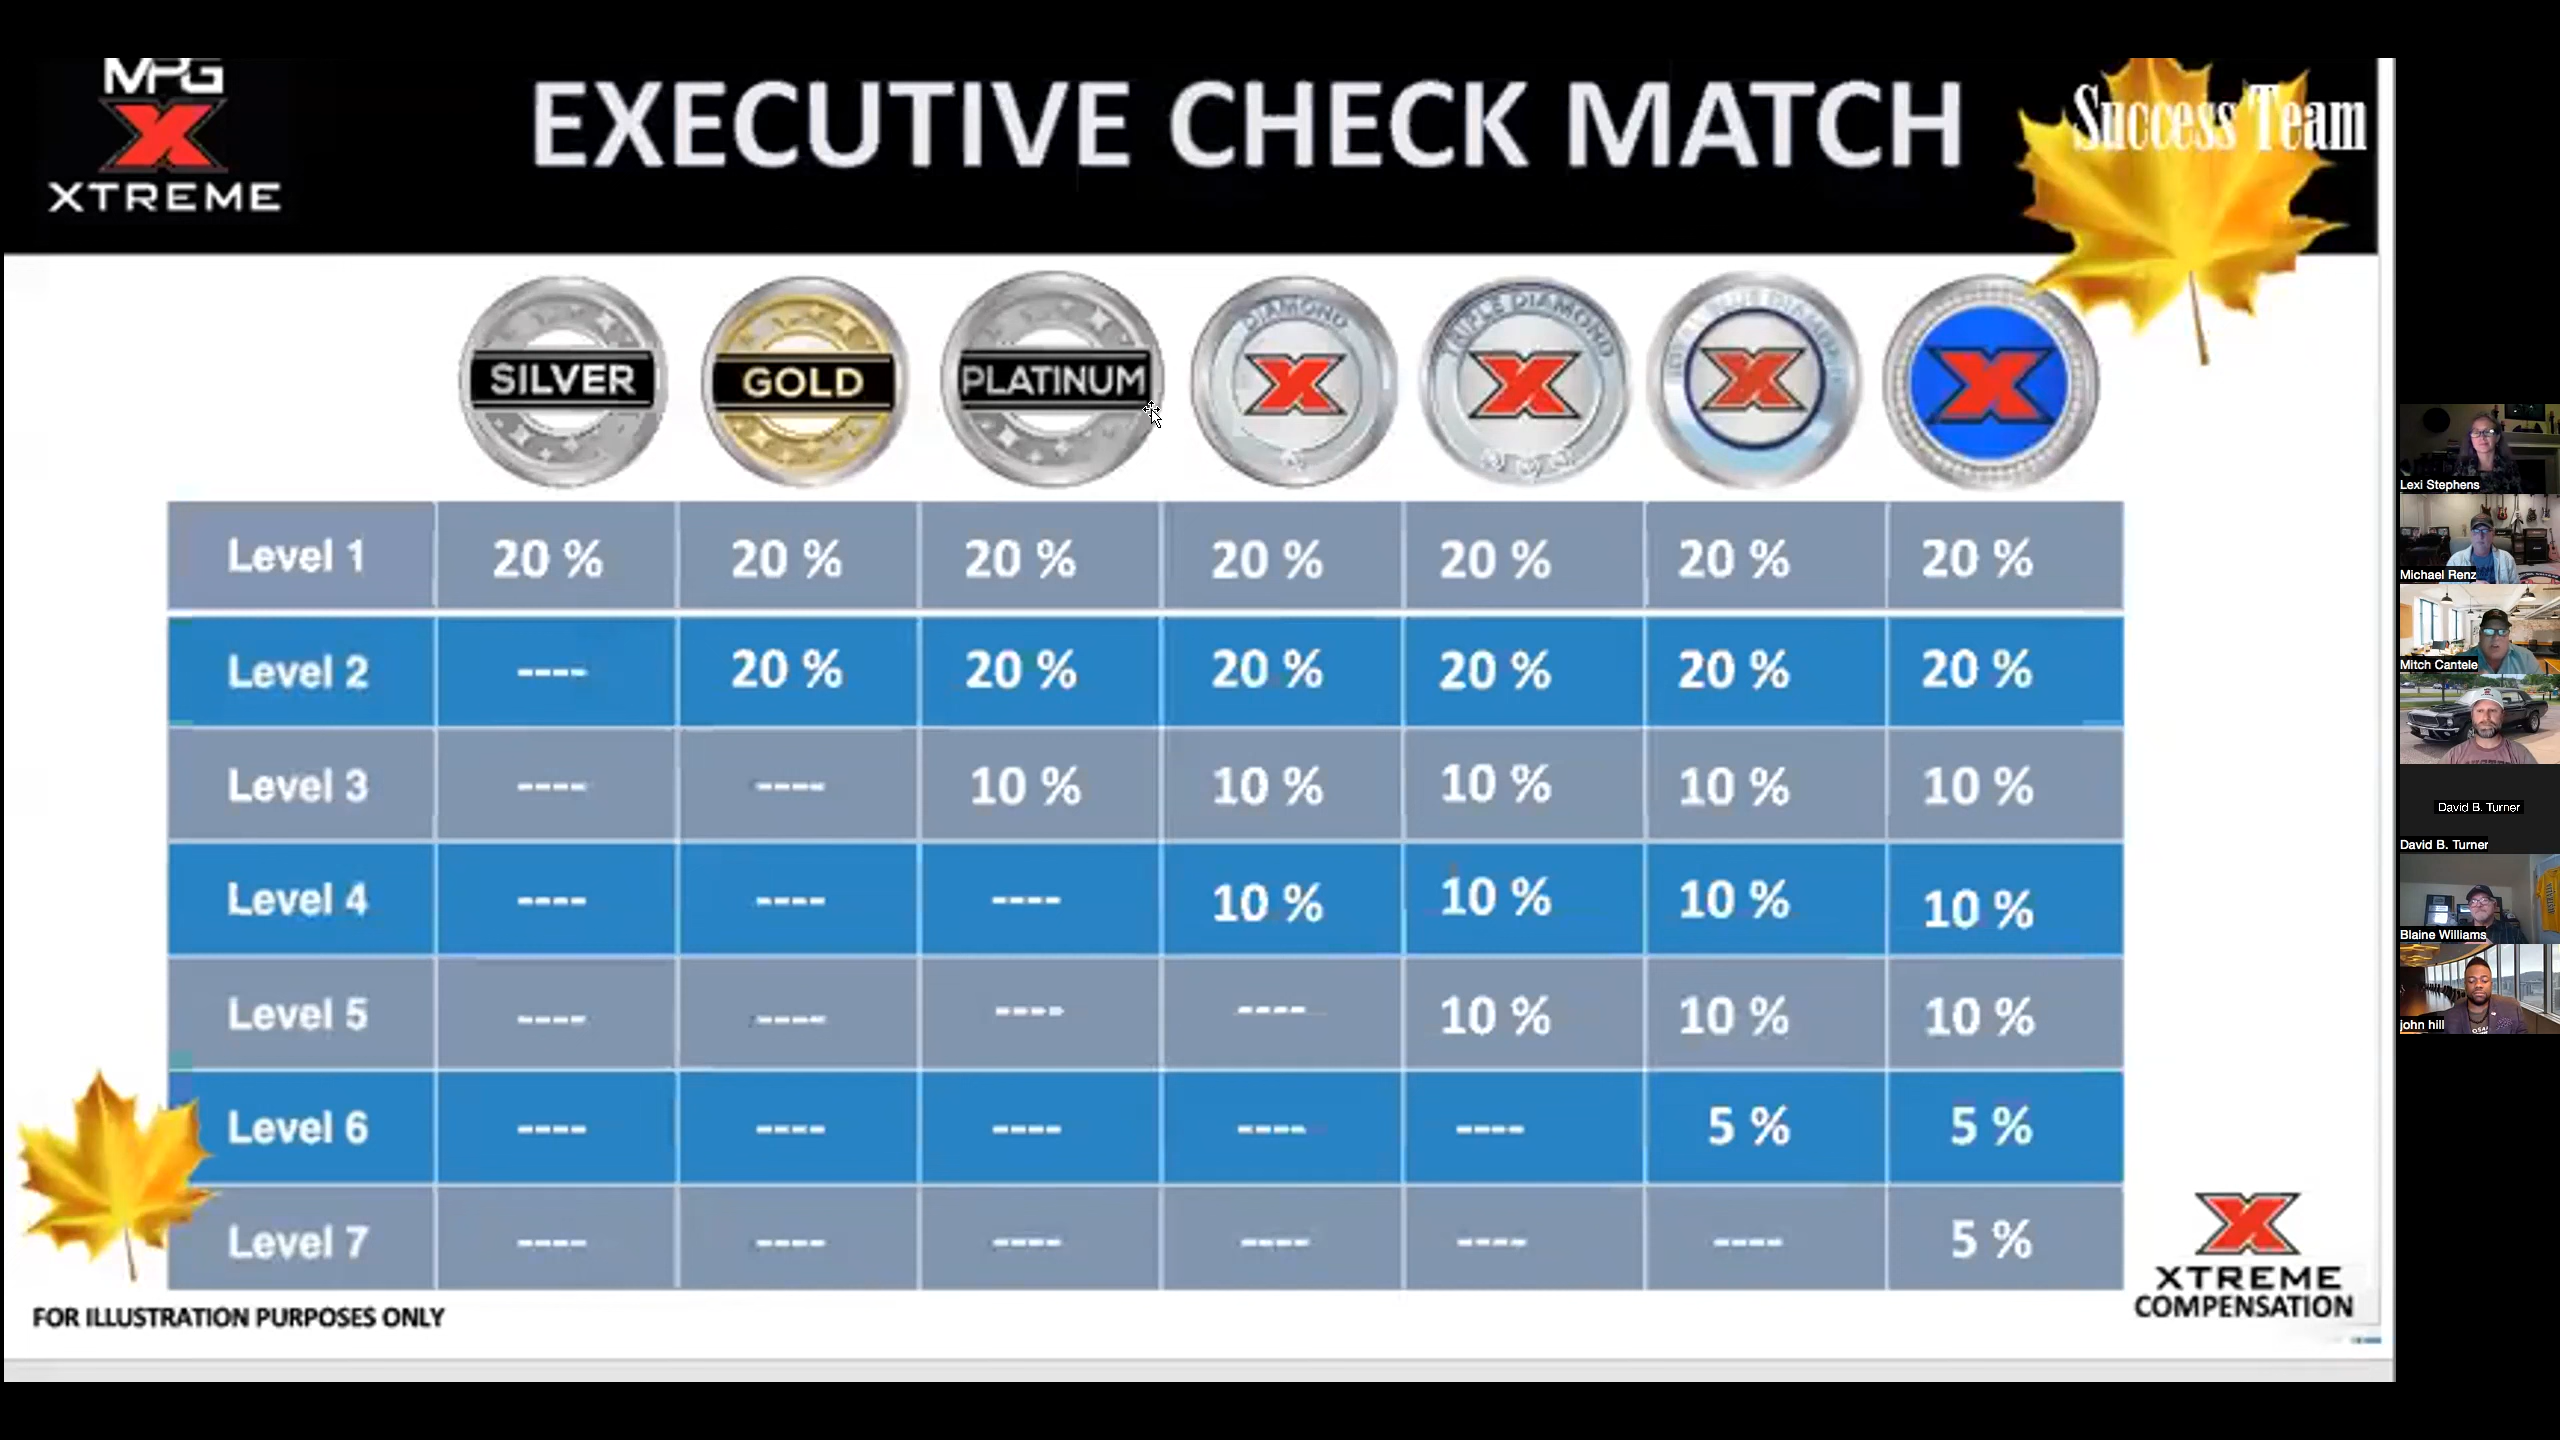 MPG
XTREME
EXECUTIVE CHECK MATCH
Success Team
SILVER
GOLD
PLATINUM
DIAMOND
TRIPLE DIAMOND
Level 1 20 % 20 % 20 % 20 % 20 % 20 % 20 %
Level 2 ---- 20 % 20 % 20 % 20 % 20 % 20 %
Level 3 ---- ---- 10 % 10 % 10 % 10 % 10 %
Level 4 ---- ---- ---- 10 % 10 % 10 % 10 %
Level 5 ---- ---- ---- ---- 10 % 10 % 10 %
Level 6 ---- ---- ---- ---- ---- 5 % 5 %
Level 7 ---- ---- ---- ---- ---- ---- 5 %
FOR ILLUSTRATION PURPOSES ONLY
XTREME
COMPENSATION
Lexi Stephens
Michael Renz
Mitch Cantele
David B. Turner
David B. Turner
Blaine Williams
john hill